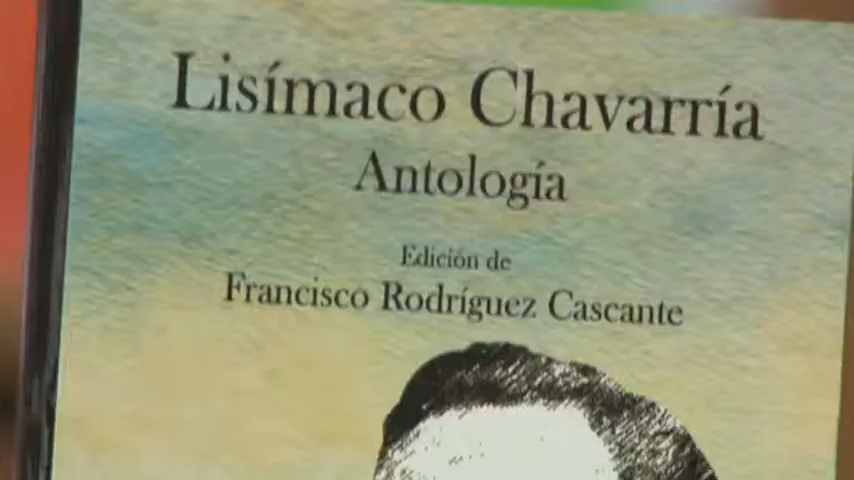 Lisímaco Chavarría
Antología
Edición de
Francisco Rodríguez Cascante